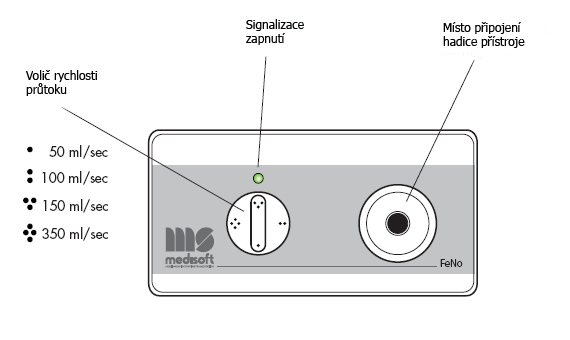 Signalizace
zapnutí
Místo připojení
hadice přístroje
Volič rychlosti
průtoku
50 ml/sec
100 ml/sec
150 ml/sec
350 ml/sec
ms
medisoft
FeNo